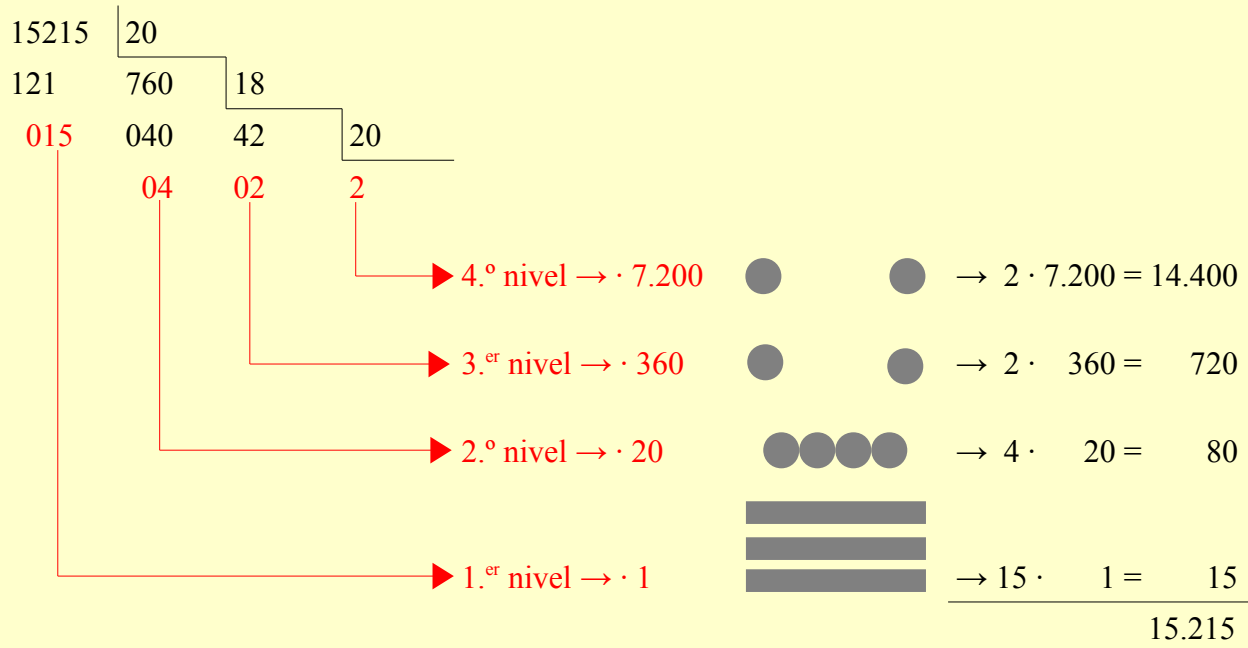 15215 20
121 760 18
015 040 42 20
04 02 2
4.º nivel → · 7.200 → 2 · 7.200 = 14.400
3.er nivel → · 360 → 2 · 360 = 720
2.º nivel → · 20 → 4 · 20 = 80
1.er nivel → · 1 → 15 · 1 = 15
15.215